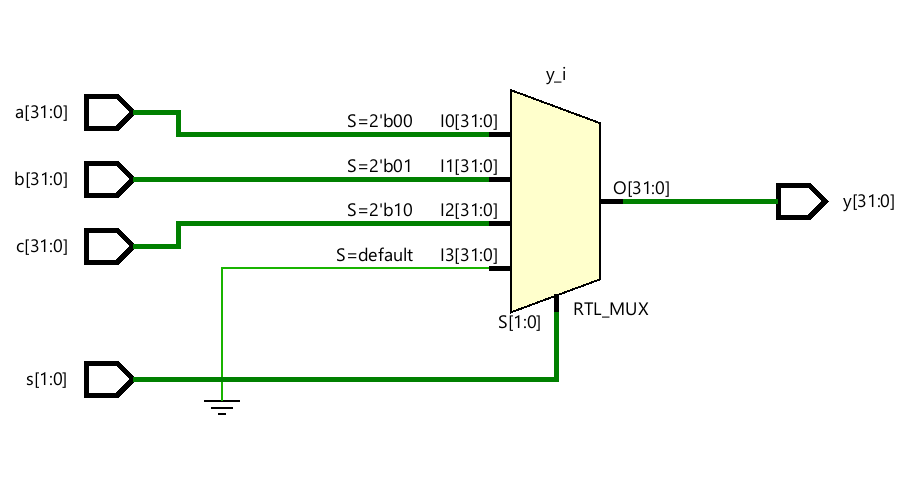 y_i
a[31:0]
S=2'b00 I0[31:0]
b[31:0]
S=2'b01 I1[31:0]
c[31:0]
S=2'b10 I2[31:0]
S=default I3[31:0]
O[31:0]
y[31:0]
S[1:0]
RTL_MUX
s[1:0]